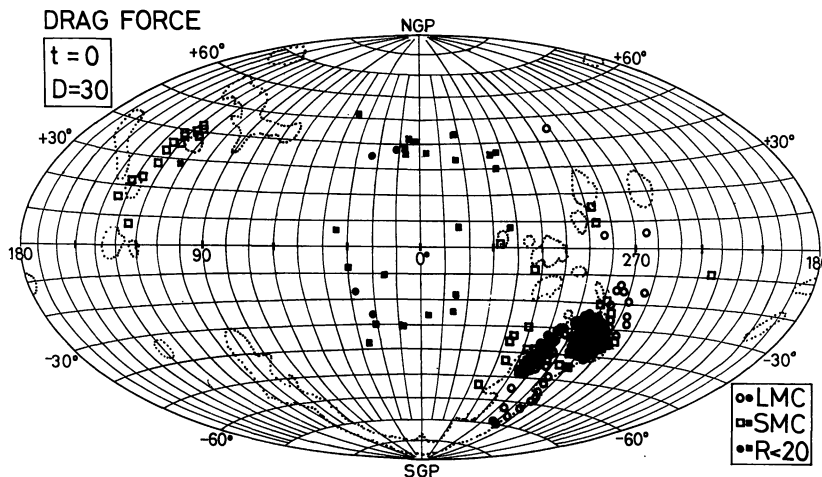 DRAG FORCE
t = 0
D=30
NGP
+60°
+60°
+30°
+30°
180
90
0°
270
180
-30°
-30°
-60°
-60°
SGP
LMC
SMC
R<20